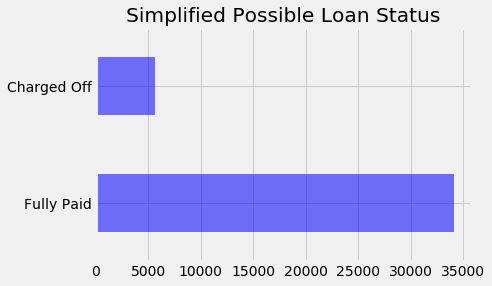 Simplified Possible Loan Status
Charged Off
Fully Paid
0 5000 10000 15000 20000 25000 30000 35000